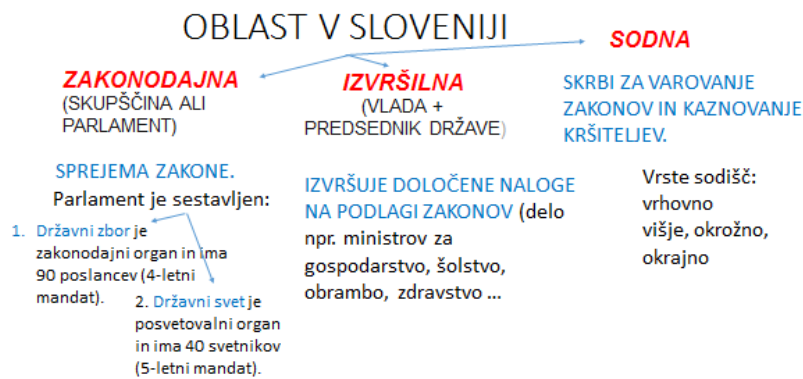 OBLAST V SLOVENIJI
ZAKONODAJNA
(SKUPŠČINA ALI
PARLAMENT)
SPREJEMA ZAKONE.
Parlament je sestavljen:
1. Državni zbor je
zakonodajni organ in ima
90 poslancev (4-letni
mandat).
2. Državni svet je
posvetovalni organ
in ima 40 svetnikov
(5-letni mandat).
IZVRŠILNA
(VLADA +
PREDSEDNIK DRŽAVE)
IZVRŠUJE DOLOČENE NALOGE
NA PODLAGI ZAKONOV (delo
npr. ministrov za
gospodarstvo, šolstvo,
obrambo, zdravstvo ...
SODNA
SKRBI ZA VAROVANJE
ZAKONOV IN KAZNOVANJE
KRŠITELJEV.
Vrste sodišč:
vrhovno
višje, okrožno,
okrajno